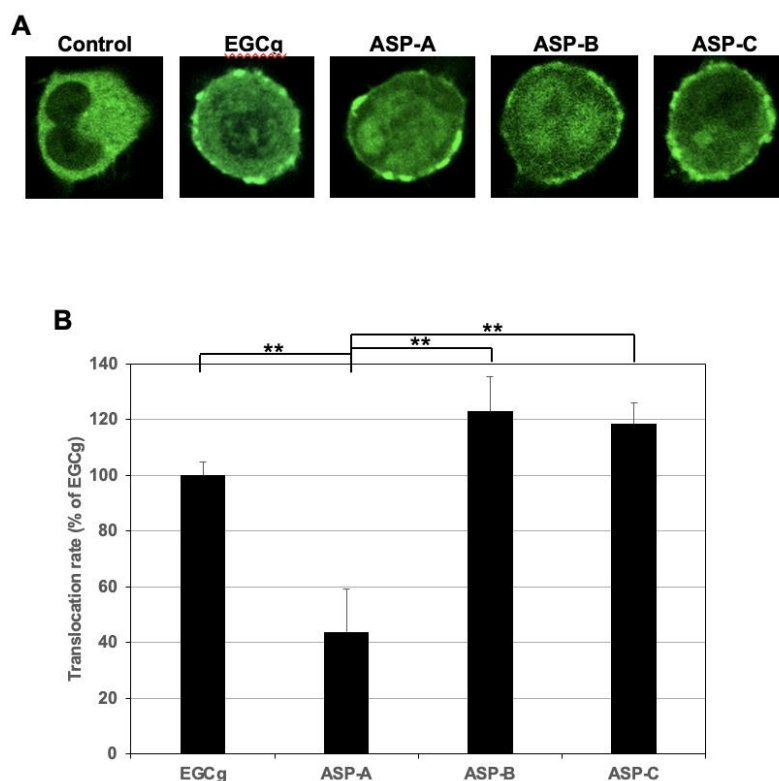 A
Control EGCg ASP-A ASP-B ASP-C
B
**
** **
140
120
100
80
60
40
20
0
Translocation rate (% of EGCg)
EGCg ASP-A ASP-B ASP-C